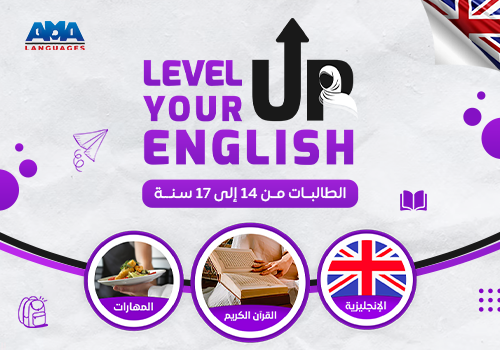 AMA
LANGUAGES
LEVEL UP
YOUR
ENGLISH
الطالبات من 14 إلى 17 سنة
المهارات
القرآن الكريم
الإنجليزية